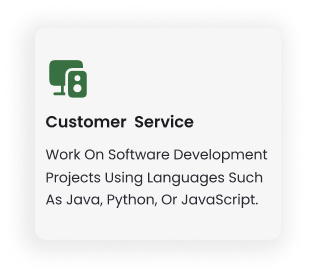 Customer Service
Work On Software Development
Projects Using Languages Such
As Java, Python, Or JavaScript.